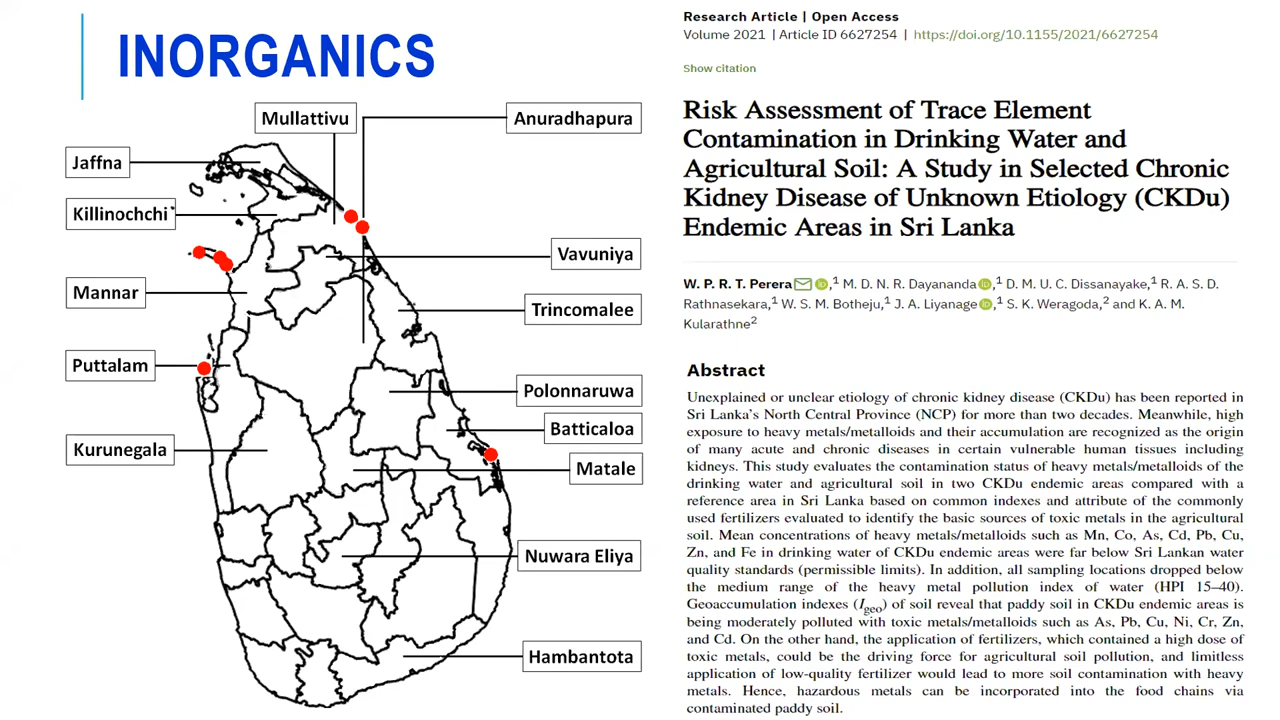 INORGANICS
Mullattivu
Anuradhapura
Jaffna
Killinochchi
Vavuniya
Mannar
Trincomalee
Puttalam
Polonnaruwa
Batticaloa
Kurunegala
Matale
Nuwara Eliya
Hambantota
Research Article | Open Access
Volume 2021 | Article ID 6627254 | https://doi.org/10.1155/2021/6627254
Show citation
Risk Assessment of Trace Element
Contamination in Drinking Water and
Agricultural Soil: A Study in Selected Chronic
Kidney Disease of Unknown Etiology (CKDu)
Endemic Areas in Sri Lanka
W. P. R. T. Perera,1 M. D. N. R. Dayananda,1 D. M. U. C. Dissanayake,1 R. A. S. D.
Rathnasekara,1 W. S. M. Botheju,1 J. A. Liyanage,1 S. K. Weragoda,2 and K. A. M.
Kularathne2
Abstract
Unexplained or unclear etiology of chronic kidney disease (CKDu) has been reported in
Sri Lanka's North Central Province (NCP) for more than two decades. Meanwhile, high
exposure to heavy metals/metalloids and their accumulation are recognized as the origin
of many acute and chronic diseases in certain vulnerable human tissues including
kidneys. This study evaluates the contamination status of heavy metals/metalloids of the
drinking water and agricultural soil in two CKDu endemic areas compared with a
reference area in Sri Lanka based on common indexes and attribute of the commonly
used fertilizers evaluated to identify the basic sources of toxic metals in the agricultural
soil. Mean concentrations of heavy metals/metalloids such as Mn, Co, As, Cd, Pb, Cu,
Zn, and Fe in drinking water of CKDu endemic areas were far below Sri Lankan water
quality standards (permissible limits). In addition, all sampling locations dropped below
the medium range of the heavy metal pollution index of water (HPI 15–40).
Geoaccumulation indexes (Igeo) of soil reveal that paddy soil in CKDu endemic areas is
being moderately polluted with toxic metals/metalloids such as As, Pb, Cu, Ni, Cr, Zn,
and Cd. On the other hand, the application of fertilizers, which contained a high dose of
toxic metals, could be the driving force for agricultural soil pollution, and limitless
application of low-quality fertilizer would lead to more soil contamination with heavy
metals. Hence, hazardous metals can be incorporated into the food chains via
contaminated paddy soil.